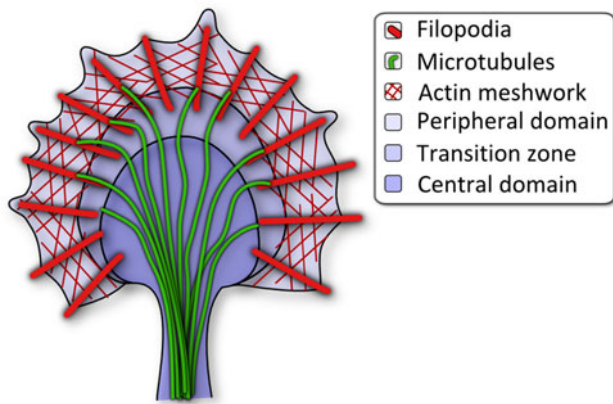 Filopodia
Microtubules
Actin meshwork
Peripheral domain
Transition zone
Central domain